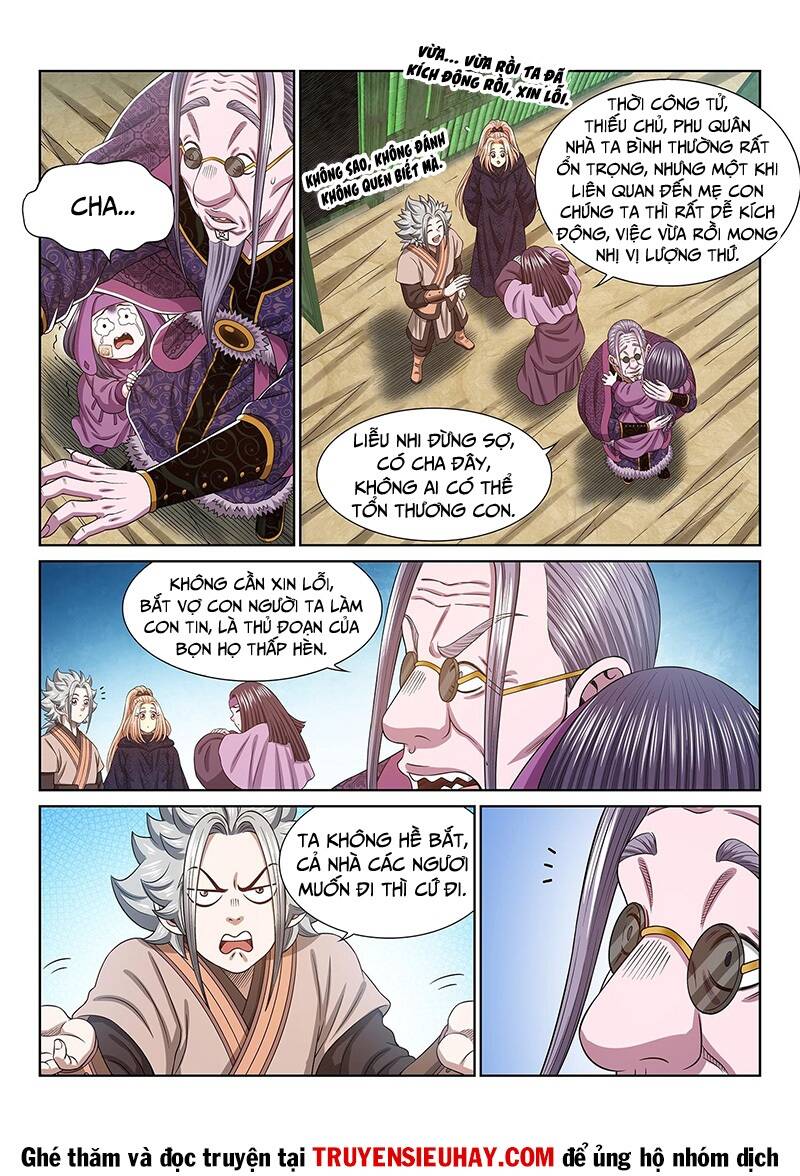 CHA...
VỪA... VỪA RỒI TA ĐÃ
KÍCH ĐỘNG RỒI, XIN LỖI.
KHÔNG SAO, KHÔNG ĐÁNH
KHÔNG QUEN BIẾT MÀ.
THỜI CÔNG TỬ,
THIẾU CHỦ, PHU QUÂN
NHÀ TA BÌNH THƯỜNG RẤT
ỔN TRỌNG, NHƯNG MỘT KHI
LIÊN QUAN ĐẾN MẸ CON
CHÚNG TA THÌ RẤT DỄ KÍCH
ĐỘNG, VIỆC VỪA RỒI MONG
NHỊ VỊ LƯỢNG THỨ.
LIỄU NHI ĐỪNG SỢ,
CÓ CHA ĐÂY,
KHÔNG AI CÓ THỂ
TỔN THƯƠNG CON.
KHÔNG CẦN XIN LỖI,
BẮT VỢ CON NGƯỜI TA LÀM
CON TIN, LÀ THỦ ĐOẠN CỦA
BỌN HỌ THẤP HÈN.
TA KHÔNG HỀ BẮT,
CẢ NHÀ CÁC NGƯƠI
MUỐN ĐI THÌ CỨ ĐI.
Ghé thăm và đọc truyện tại TRUYENSIEUHAY.COM để ủng hộ nhóm dịch